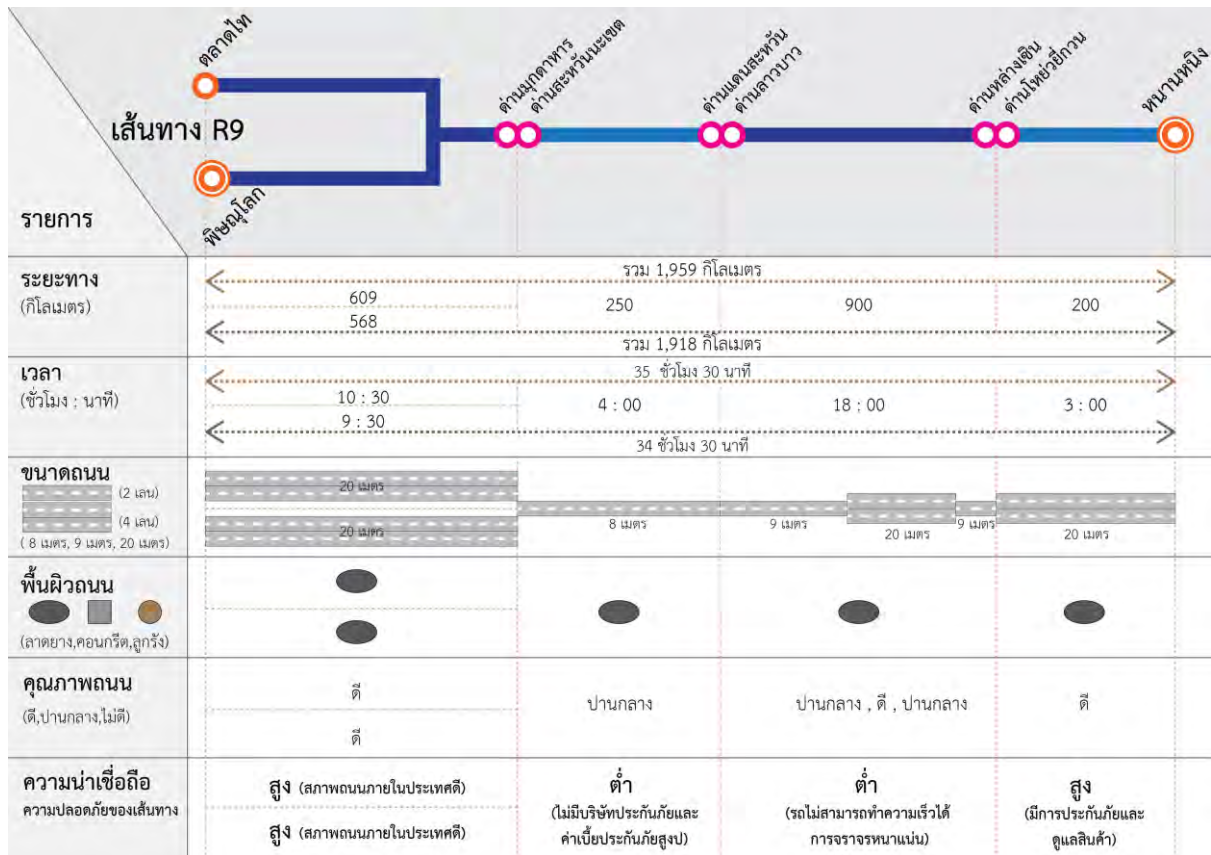 ตลาดไท
เส้นทาง R9
พิษณุโลก
ด่านมุกดาหาร
ด่านสะหวันนะเขต
ด่านแดนสะหวัน
ด่านลาวบาว
ด่านหล่างเซิน
ด่านโหย่วยี่กวน
หนานหนิง
รายการ
ระยะทาง
(กิโลเมตร)
รวม 1,959 กิโลเมตร
609
568
250
900
200
รวม 1,918 กิโลเมตร
เวลา
(ชั่วโมง : นาที)
35 ชั่วโมง 30 นาที
10 : 30
9 : 30
4 : 00
18 : 00
3 : 00
34 ชั่วโมง 30 นาที
ขนาดถนน
(2 เลน)
(4 เลน)
( 8 เมตร, 9 เมตร, 20 เมตร)
20 เมตร
20 เมตร
8 เมตร
9 เมตร
20 เมตร
9 เมตร
20 เมตร
พื้นผิวถนน
(ลาดยาง,คอนกรีต,ลูกรัง)
คุณภาพถนน
(ดี,ปานกลาง,ไม่ดี)
ดี
ดี
ปานกลาง
ปานกลาง , ดี , ปานกลาง
ดี
ความน่าเชื่อถือ
ความปลอดภัยของเส้นทาง
สูง (สภาพถนนภายในประเทศดี)
สูง (สภาพถนนภายในประเทศดี)
ต่ำ
(ไม่มีบริษัทประกันภัยและ
ค่าเบี้ยประกันภัยสูงป)
ต่ำ
(รถไม่สามารถทำความเร็วได้
การจราจรหนาแน่น)
สูง
(มีการประกันภัยและ
ดูแลสินค้า)